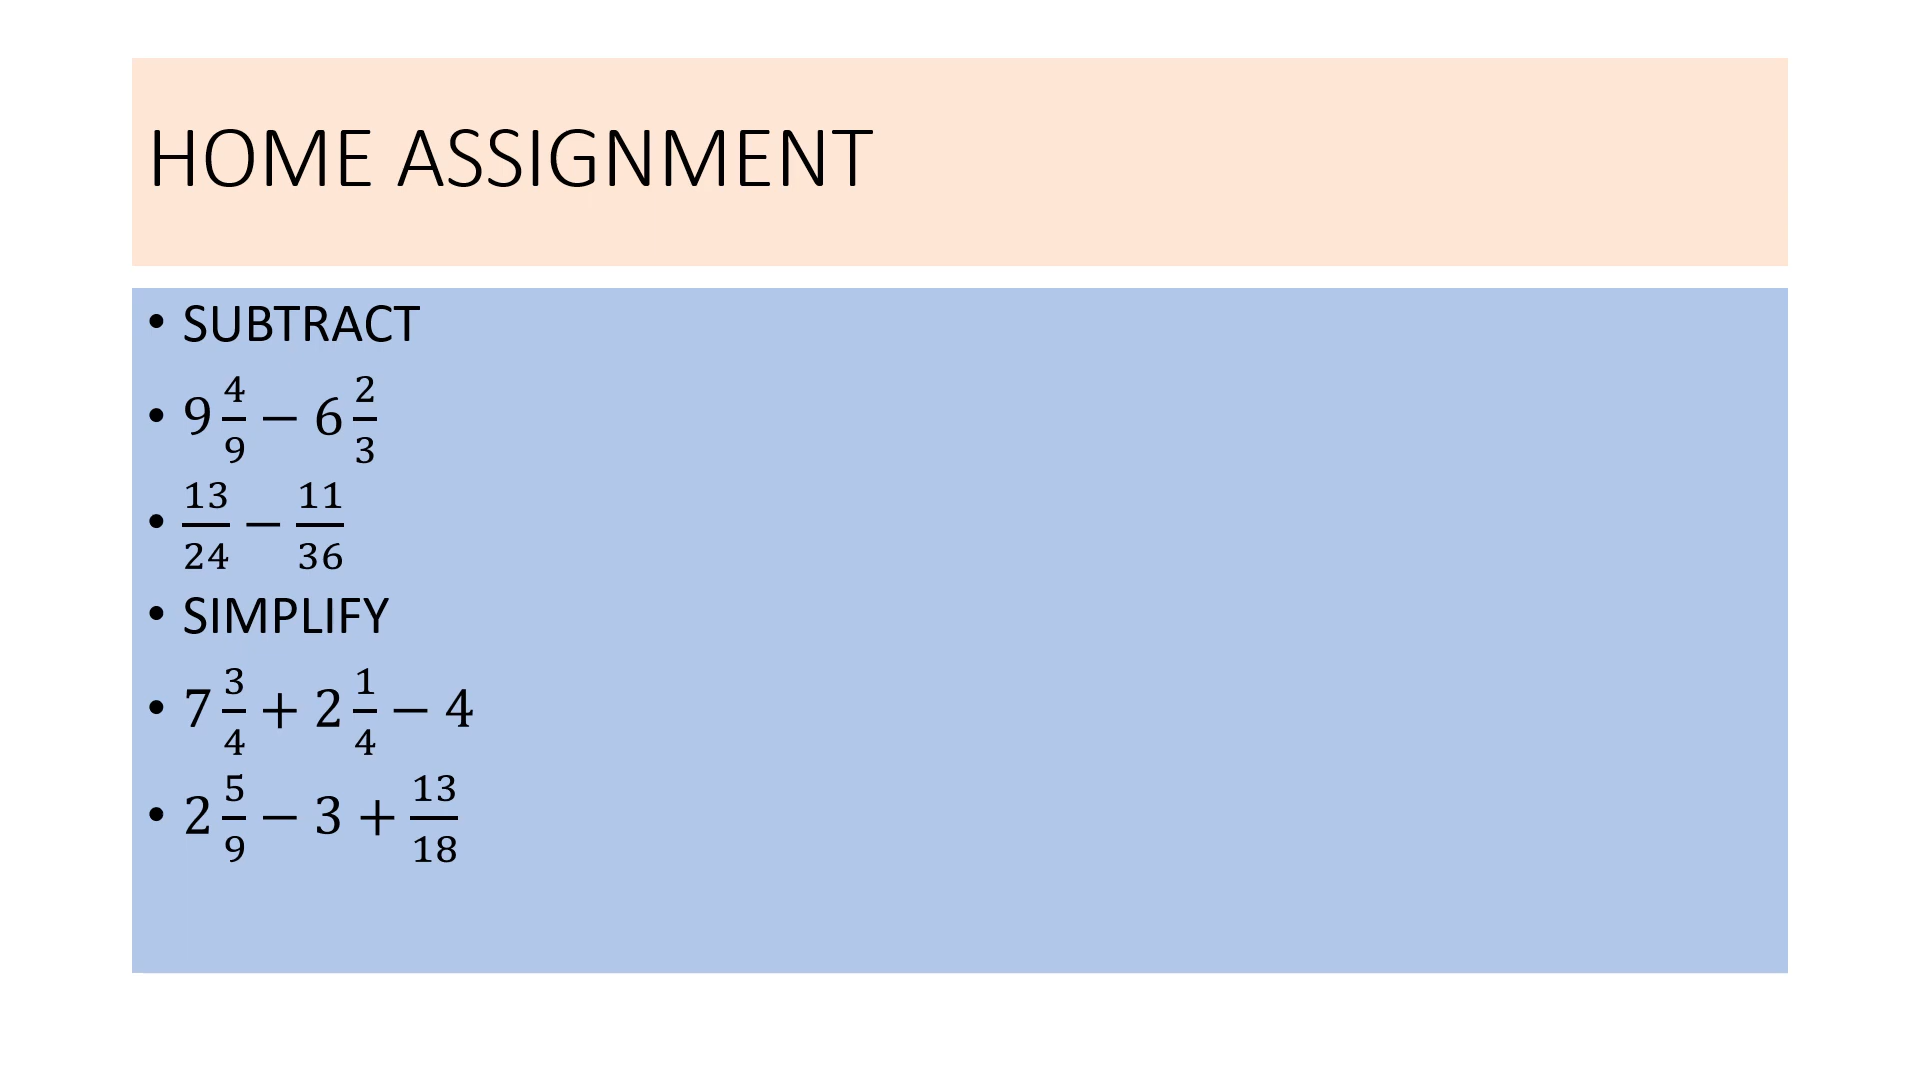 HOME ASSIGNMENT
• SUBTRACT
• 9 4/9 − 6 2/3
• 13/24 − 11/36
• SIMPLIFY
• 7 3/4 + 2 1/4 − 4
• 2 5/9 − 3 + 13/18